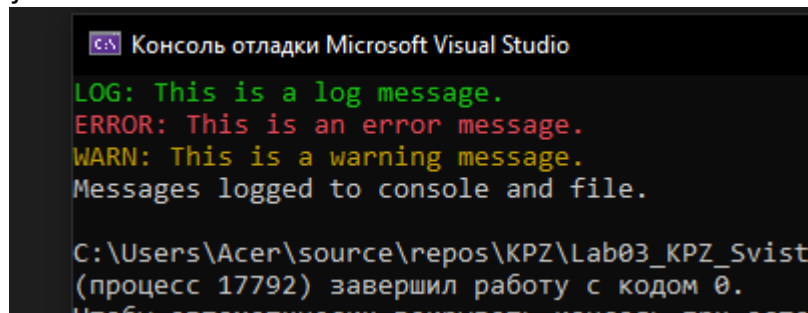 Консоль отладки Microsoft Visual Studio
LOG: This is a log message.
ERROR: This is an error message.
WARN: This is a warning message.
Messages logged to console and file.
C:\Users\Acer\source\repos\KPZ\Lab03_KPZ_Svist
(процесс 17792) завершил работу с кодом 0.